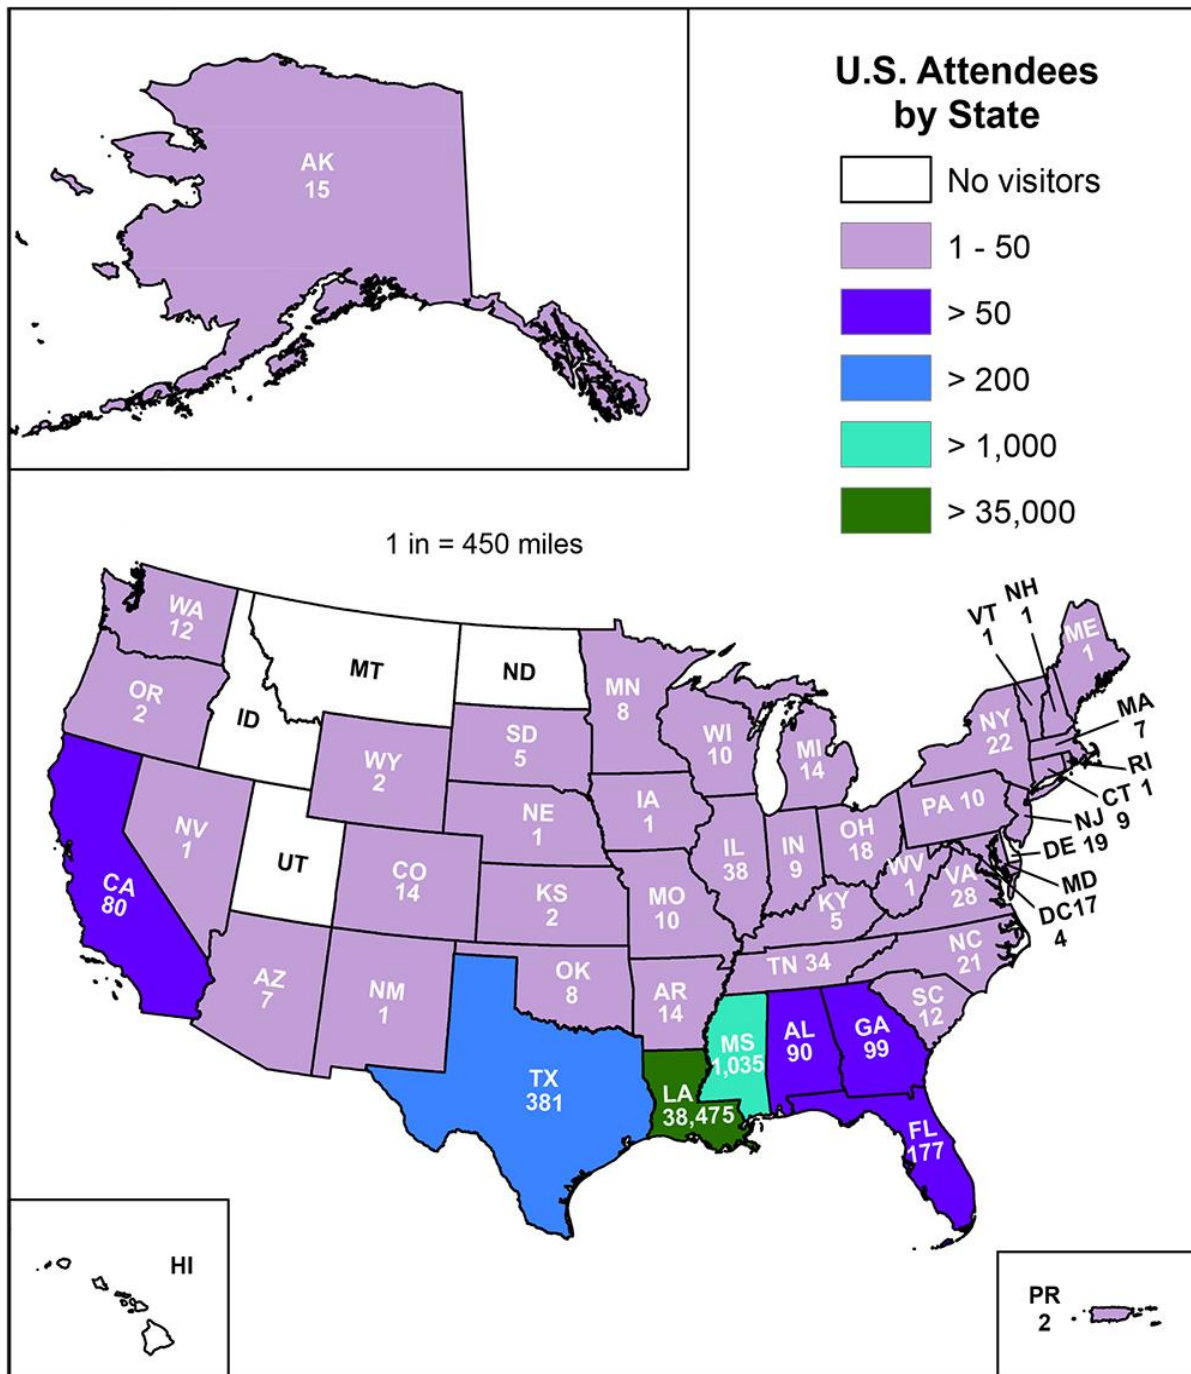 U.S. Attendees
by State
No visitors
1 - 50
> 50
> 200
> 1,000
> 35,000
AK
15
1 in = 450 miles
WA
12
OR
2
CA
80
NV
1
ID
MT
ND
WY
2
UT
AZ
7
CO
14
NM
1
SD
5
NE
1
KS
2
OK
8
TX
381
MN
8
IA
1
MO
10
AR
14
LA
38,475
WI
10
IL
38
MI
14
IN
9
OH
18
KY
5
TN 34
MS
1,035
AL
90
GA
99
FL
177
SC
12
NC
21
VA
28
WV
1
PA 10
NY
22
VT
1
NH
1
ME
1
MA
7
RI
1
CT
9
NJ
19
DE
MD
17
DC
4
HI
PR
2